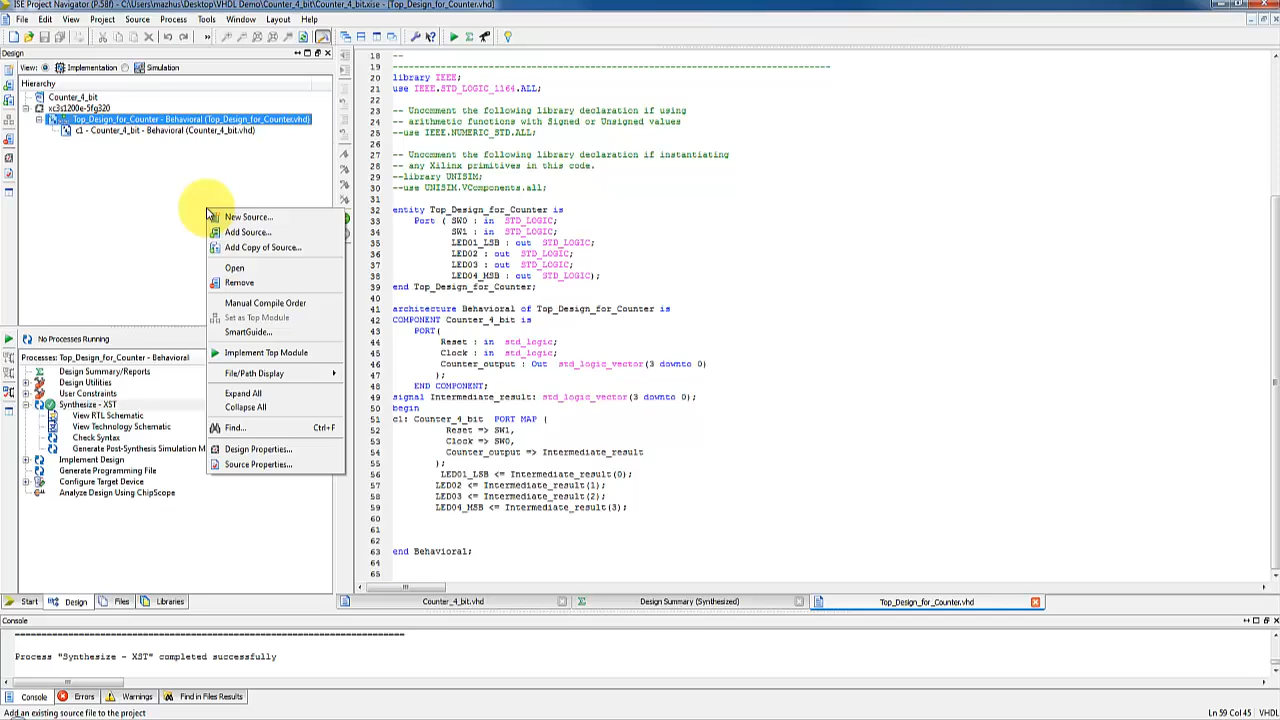 ISE Project Navigator (P.58f) - C:\Users\mazhus\Desktop\VHDL Demo\Counter_4_bit\Counter_4_bit.xise - [Top_Design_for_Counter.vhd]
File Edit View Project Source Process Tools Window Layout Help
Design
View: Implementation Simulation
Hierarchy
Counter_4_bit
xc3s1200e-5fg320
Top_Design_for_Counter - Behavioral (Top_Design_for_Counter.vhd)
c1 - Counter_4_bit - Behavioral (Counter_4_bit.vhd)
New Source...
Add Source...
Add Copy of Source...
Open
Remove
Manual Compile Order
Set as Top Module
SmartGuide...
Implement Top Module
File/Path Display
Expand All
Collapse All
Find... Ctrl+F
Design Properties...
Source Properties...
No Processes Running
Processes: Top_Design_for_Counter - Behavioral
Design Summary/Reports
Design Utilities
User Constraints
Synthesize - XST
View RTL Schematic
View Technology Schematic
Check Syntax
Generate Post-Synthesis Simulation M
Implement Design
Generate Programming File
Configure Target Device
Analyze Design Using ChipScope
Start Design Files Libraries
18 --
19 ----------------------------------------------------------------------------------
20 library IEEE;
21 use IEEE.STD_LOGIC_1164.ALL;
22
23 -- Uncomment the following library declaration if using
24 -- arithmetic functions with Signed or Unsigned values
25 --use IEEE.NUMERIC_STD.ALL;
26
27 -- Uncomment the following library declaration if instantiating
28 -- any Xilinx primitives in this code.
29 --library UNISIM;
30 --use UNISIM.VComponents.all;
31
32 entity Top_Design_for_Counter is
33 Port ( SW0 : in STD_LOGIC;
34 SW1 : in STD_LOGIC;
35 LED01_LSB : out STD_LOGIC;
36 LED02 : out STD_LOGIC;
37 LED03 : out STD_LOGIC;
38 LED04_MSB : out STD_LOGIC);
39 end Top_Design_for_Counter;
40
41 architecture Behavioral of Top_Design_for_Counter is
42 COMPONENT Counter_4_bit is
43 PORT(
44 Reset : in std_logic;
45 Clock : in std_logic;
46 Counter_output : Out std_logic_vector(3 downto 0)
47 );
48 END COMPONENT;
49 signal Intermediate_result: std_logic_vector(3 downto 0);
50 begin
51 c1: Counter_4_bit PORT MAP (
52 Reset => SW1,
53 Clock => SW0,
54 Counter_output => Intermediate_result
55 );
56 LED01_LSB <= Intermediate_result(0);
57 LED02 <= Intermediate_result(1);
58 LED03 <= Intermediate_result(2);
59 LED04_MSB <= Intermediate_result(3);
60
61
62
63 end Behavioral;
64
65
Counter_4_bit.vhd Design Summary (Synthesized) Top_Design_for_Counter.vhd
Console
=========================================================================
Process "Synthesize - XST" completed successfully
Console Errors Warnings Find in Files Results
Add an existing source file to the project Ln 59 Col 45 VHDL